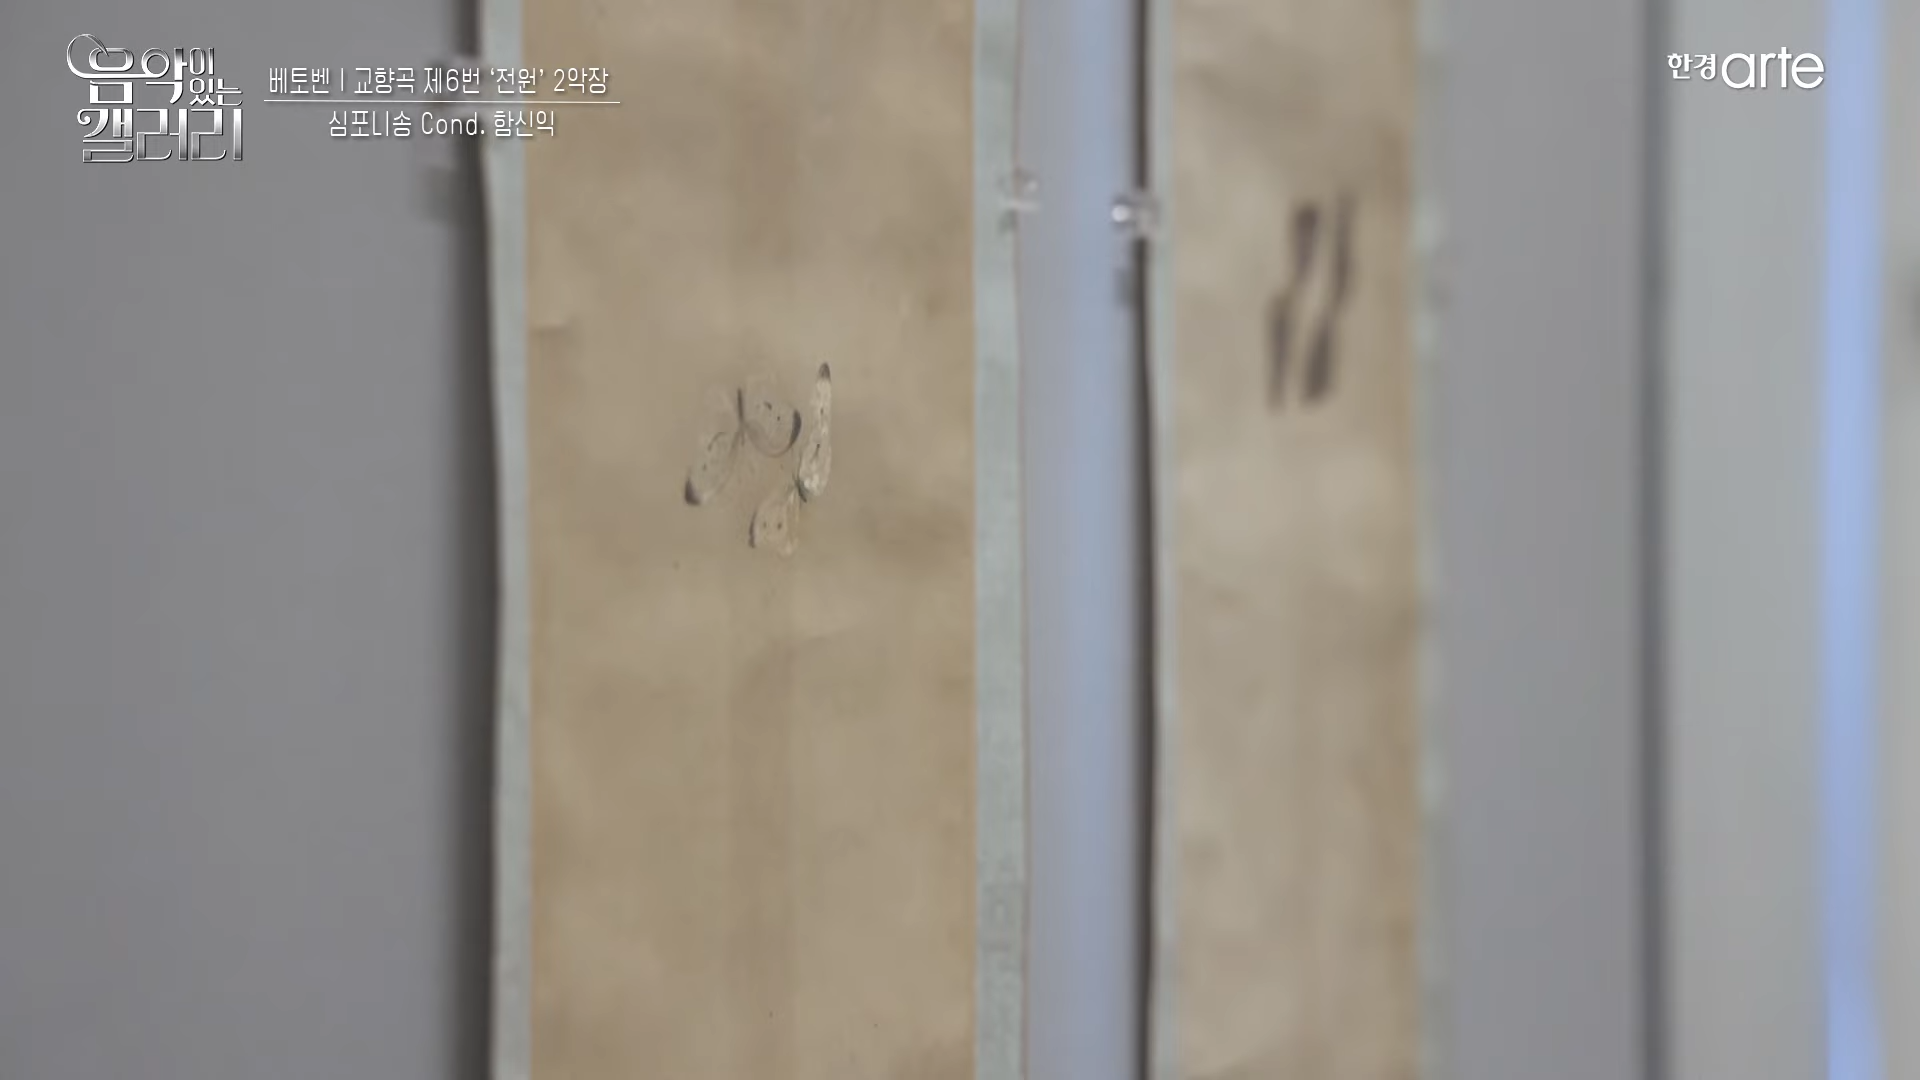 음악이
있는
갤러리
베토벤 | 교향곡 제6번 ‘전원’ 2악장
심포니송 Cond. 함신익
한경arte